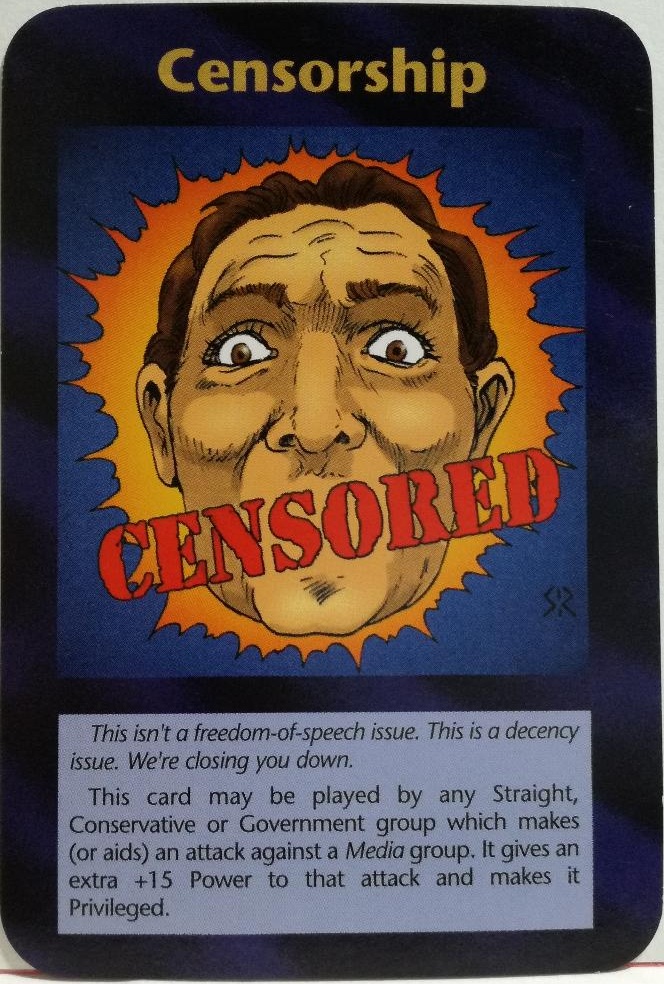 Censorship
CENSORED
SR
This isn't a freedom-of-speech issue. This is a decency
issue. We're closing you down.
This card may be played by any Straight,
Conservative or Government group which makes
(or aids) an attack against a Media group. It gives an
extra +15 Power to that attack and makes it
Privileged.